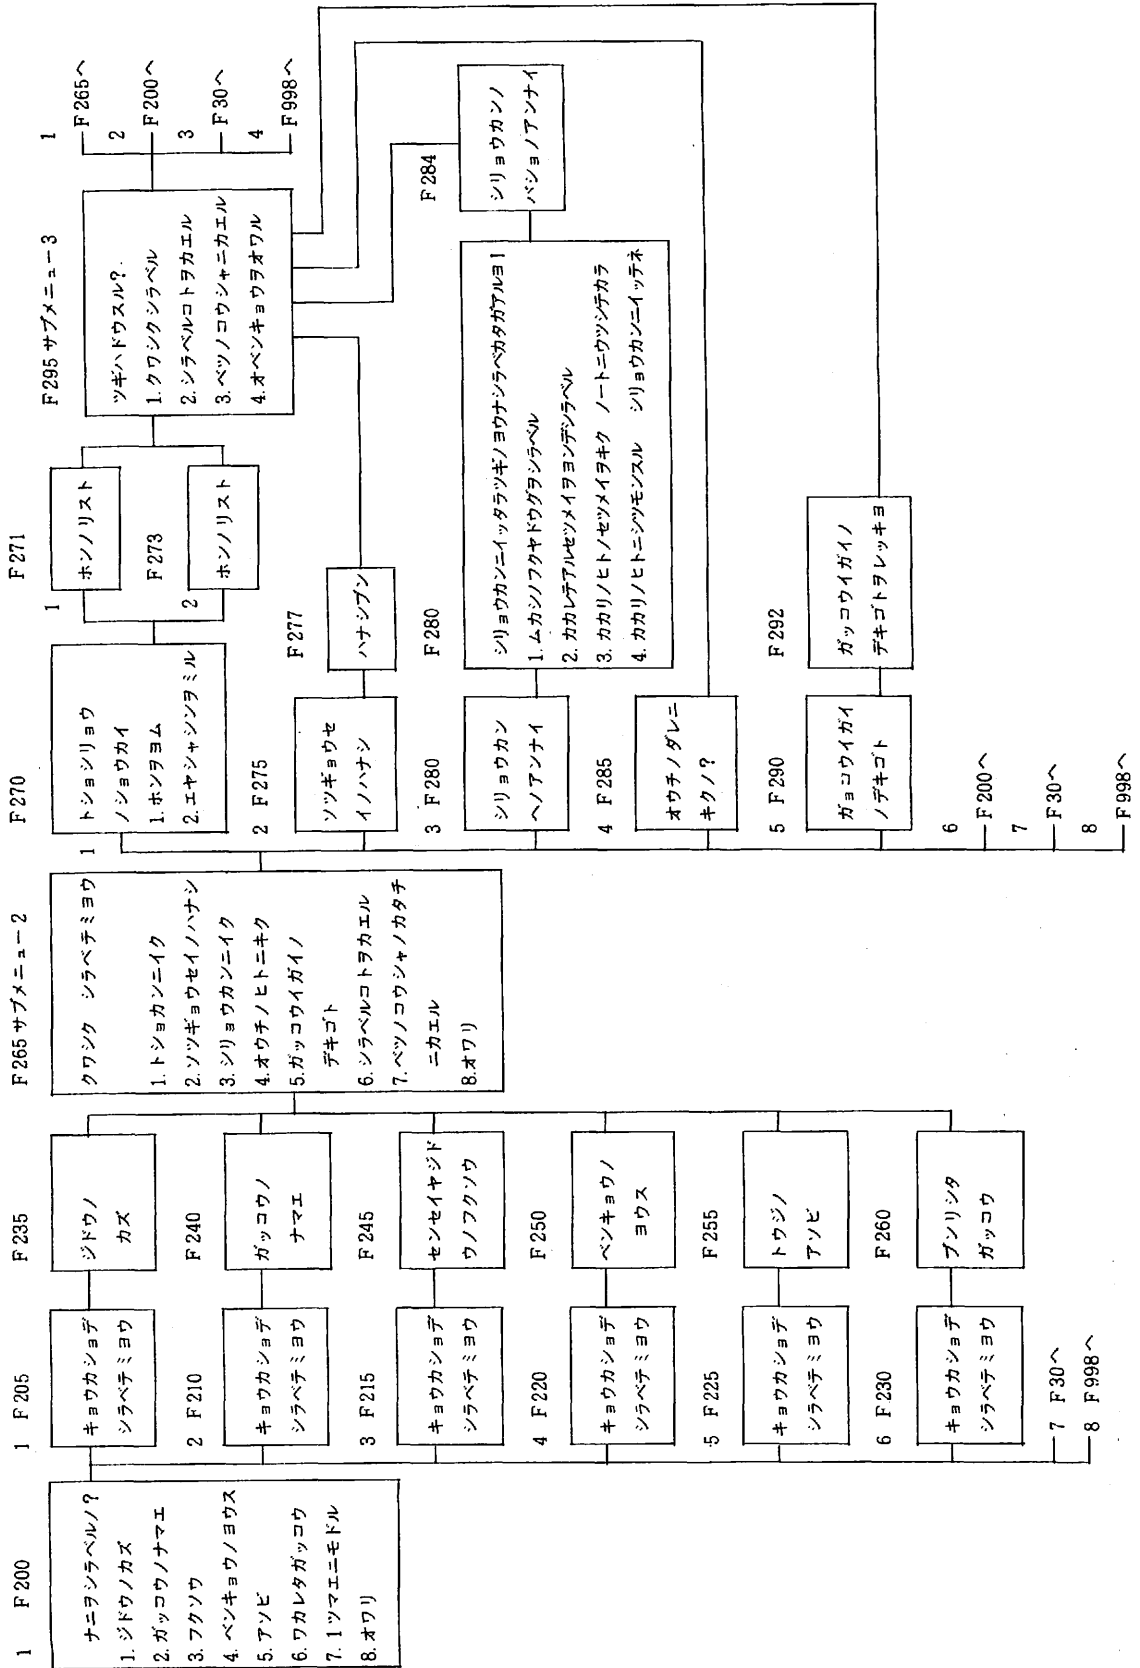 1 F200
ナニヲシラベルノ?
1.ジドウノカズ
2.ガッコウノナマエ
3.フクソウ
4.ベンキョウノヨウス
5.アソビ
6.ワカレタガッコウ
7.1ツマエニモドル
8.オワリ
1 F205
キョウカショデ
シラベテミヨウ
2 F210
キョウカショデ
シラベテミヨウ
3 F215
キョウカショデ
シラベテミヨウ
4 F220
キョウカショデ
シラベテミヨウ
5 F225
キョウカショデ
シラベテミヨウ
6 F230
キョウカショデ
シラベテミヨウ
7 F30へ
8 F998へ
F235
ジドウノ
カズ
F240
ガッコウノ
ナマエ
F245
センセイヤジド
ウノフクソウ
F250
ベンキョウノ
ヨウス
F255
トウジノ
アソビ
F260
ブンリシタ
ガッコウ
F265サブメニュー2
クワシク シラベテミヨウ
1.トショカンニイク
2.ソツギョウセイノハナシ
3.シリョウカンニイク
4.オウチノヒトニキク
5.ガッコウイガイノ
デキゴト
6.シラベルコトヲカエル
7.ベツノコウシャノカタチ
ニカエル
8.オワリ
F270
1
トショシリョウ
ノショウカイ
1.ホンヲヨム
2.エヤシャシンヲミル
2 F275
ソツギョウセ
イノハナシ
3 F280
シリョウカン
ヘノアンナイ
4 F285
オウチノダレニ
キクノ?
5 F290
ガョコウイガイ
ノデキゴト
6
F200へ
7
F30へ
8
F998へ
F271
1
ホンノリスト
F273
2
ホンノリスト
F277
ハナシブン
F280
シリョウカンニイッタラツギノヨウナシラベカタガアルヨ!
1.ムカシノフクヤドウグヲシラベル
2.カカレテアルセツメイヲヨンデシラベル
3.カカリノヒトノセツメイヲキク ノートニウツシテカラ
4.カカリノヒトニシツモンスル シリョウカンニイッテネ
F284
シリョウカンノ
バショノアンナイ
F292
ガッコウイガイノ
デキゴトヲレッキョ
F295サブメニュー3
ツギハドウスル?
1.クワシクシラベル
2.シラベルコトヲカエル
3.ベツノコウシャニカエル
4.オベンキョウヲオワル
1
F265へ
2
F200へ
3
F30へ
4
F998へ